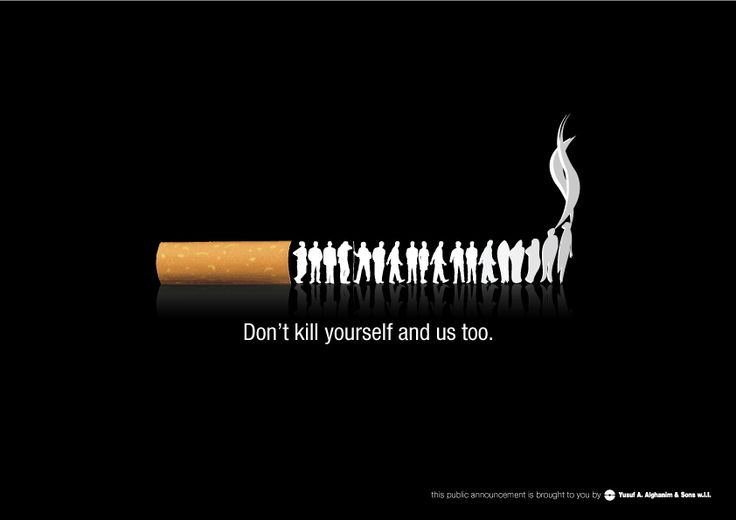 Don't kill yourself and us too.
this public announcement is brought to you by Yusuf A. Alghanim & Sons w.l.l.